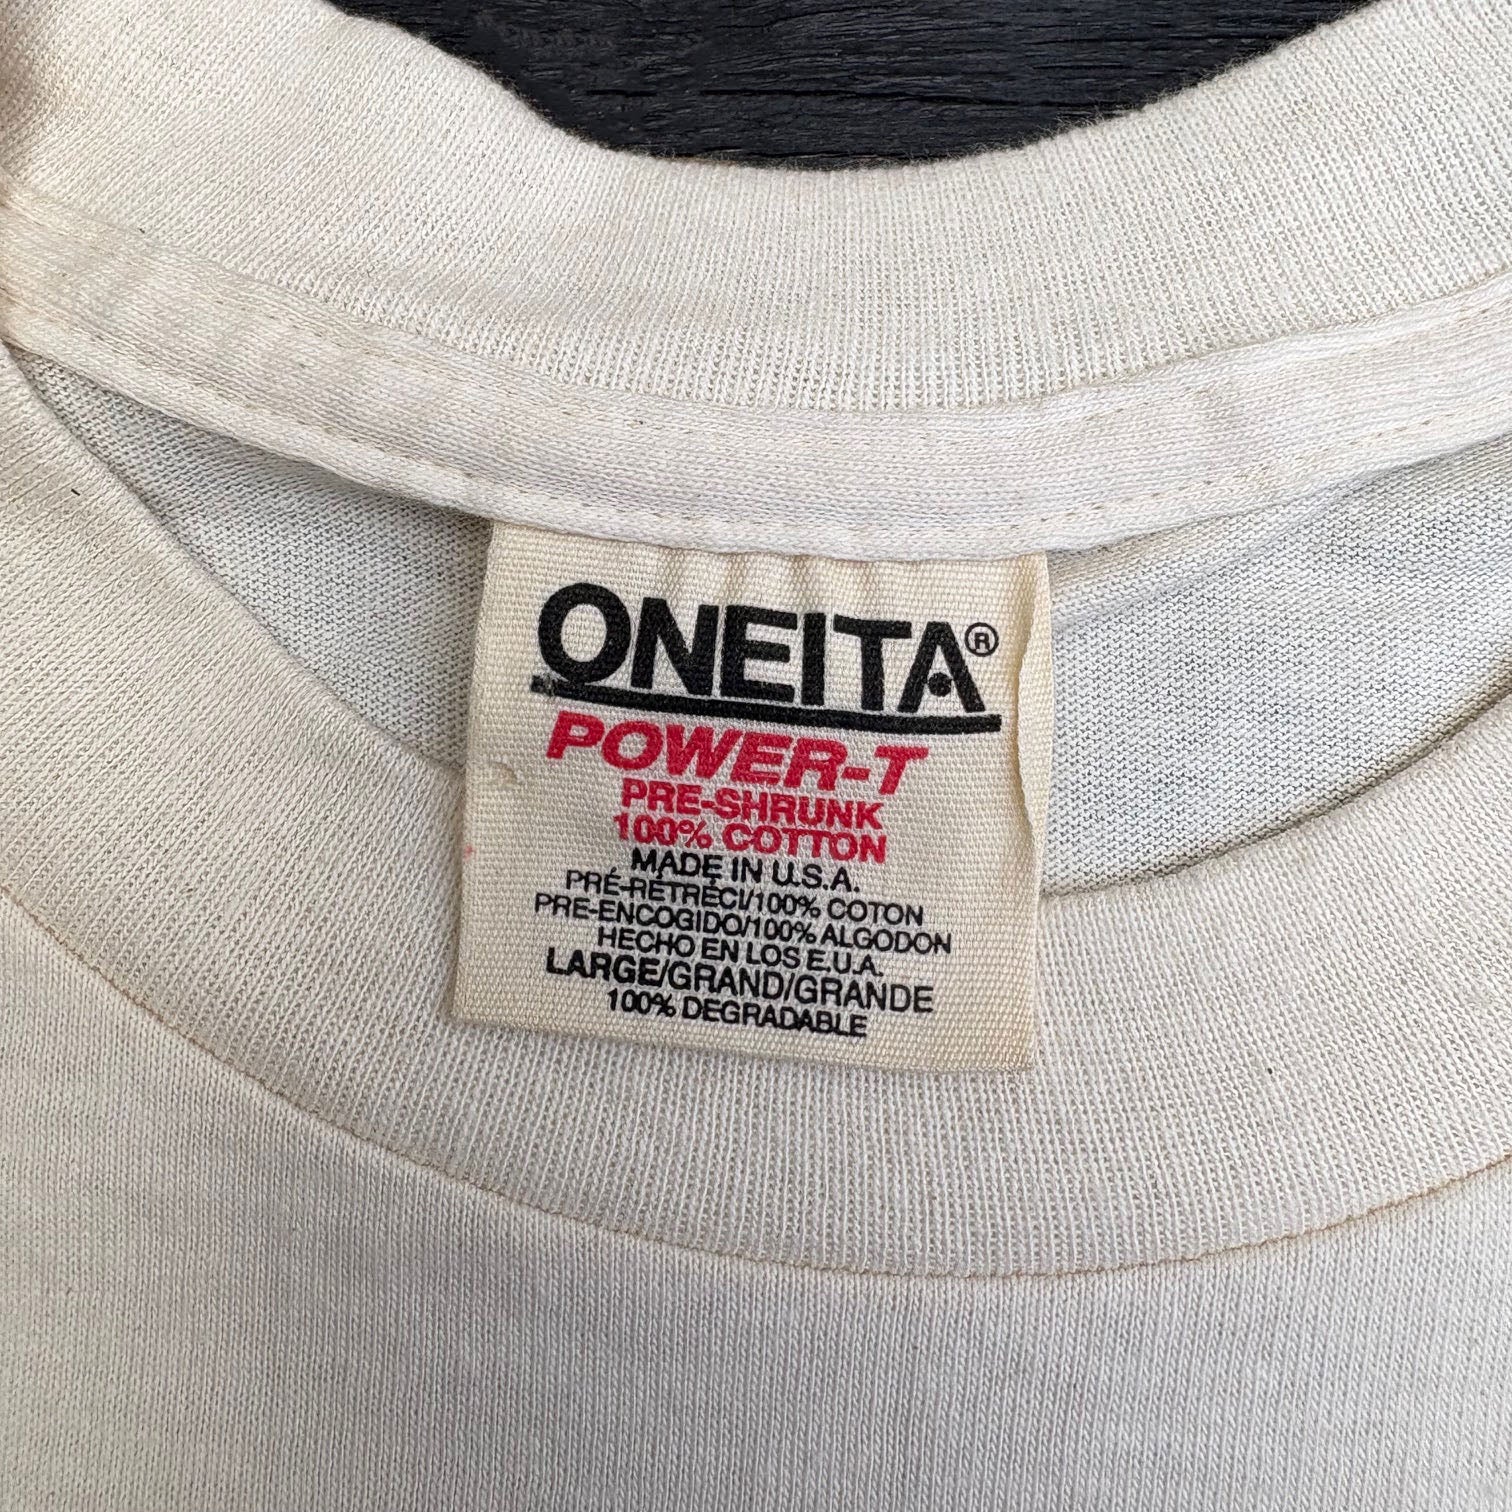 ONEITA®
POWER-T
PRE-SHRUNK
100% COTTON
MADE IN U.S.A.
PRÉ-RÉTRÉCI/100% COTON
PRE-ENCOGIDO/100% ALGODON
HECHO EN LOS E.U.A.
LARGE/GRAND/GRANDE
100% DEGRADABLE